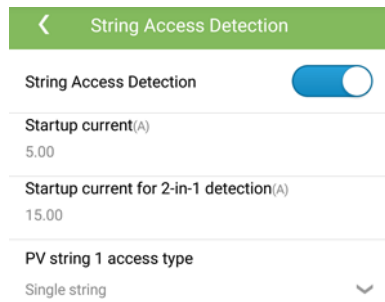 String Access Detection
String Access Detection
Startup current(A)
5.00
Startup current for 2-in-1 detection(A)
15.00
PV string 1 access type
Single string